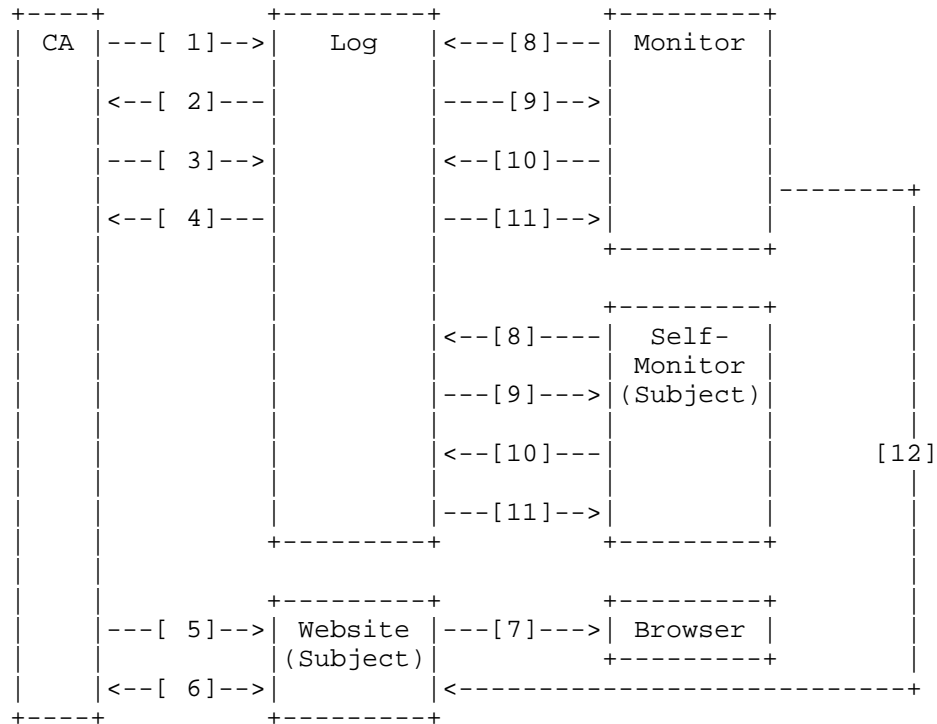 +-----+          +---------+          +---------+
| CA  |---[ 1]-->|   Log   |<---[8]---| Monitor |
|     |          |         |          |         |
|     |<--[ 2]---|         |----[9]-->|         |
|     |          |         |          |         |
|     |---[ 3]-->|         |<--[10]---|         |
|     |          |         |          |         |--------+
|     |<--[ 4]---|         |---[11]-->|         |        |
|     |          |         |          +---------+        |
|     |          |         |                             |
|     |          |         |          +---------+        |
|     |          |         |<--[8]----|  Self-  |        |
|     |          |         |          | Monitor |        |
|     |          |         |---[9]--->|(Subject)|        |
|     |          |         |          |         |        |
|     |          |         |<--[10]---|         |      [12]
|     |          |         |          |         |        |
|     |          |         |---[11]-->|         |        |
|     |          +---------+          +---------+        |
|     |                                                  |
|     |          +---------+          +---------+        |
|     |---[ 5]-->| Website |---[7]--->| Browser |        |
|     |          |(Subject)|          +---------+        |
|     |<--[ 6]-->|         |<----------------------------+
+-----+          +---------+